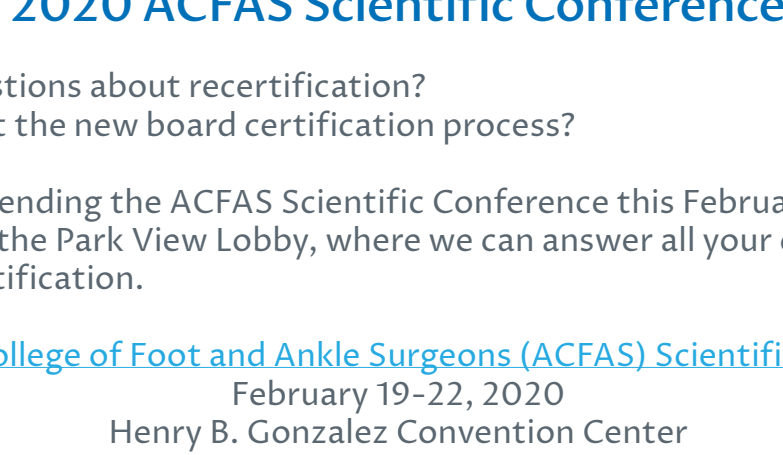 2020 ACFAS Scientific Conference
stions about recertification?
t the new board certification process?
ending the ACFAS Scientific Conference this Februa
the Park View Lobby, where we can answer all your
tification.
ollege of Foot and Ankle Surgeons (ACFAS) Scientifi
February 19-22, 2020
Henry B. Gonzalez Convention Center